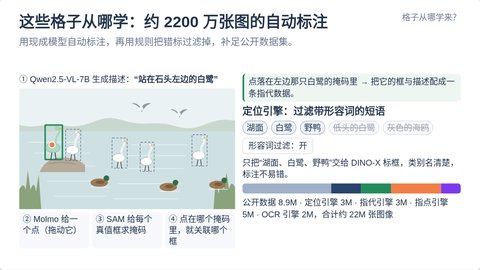 这些格子从哪学：约 2200 万张图的自动标注
格子从哪学来？
用现成模型自动标注，再用规则把错标过滤掉，补足公开数据集。
① Qwen2.5-VL-7B 生成描述：“站在石头左边的白鹭”
② Molmo 给一
个点（拖动它）
③ SAM 给每个
真值框求掩码
④ 点在哪个掩码
里，就关联哪个
框
点落在左边那只白鹭的掩码里 → 把它的框与描述配成一
条指代数据。
定位引擎：过滤带形容词的短语
湖面 白鹭 野鸭 低头的白鹭 灰色的海鸥
形容词过滤：开
只把“湖面、白鹭、野鸭”交给 DINO-X 标框，类别名清楚，
标注不易错。
公开数据 8.9M · 定位引擎 3M · 指代引擎 3M · 指点引擎
5M · OCR 引擎 2M，合计约 22M 张图像